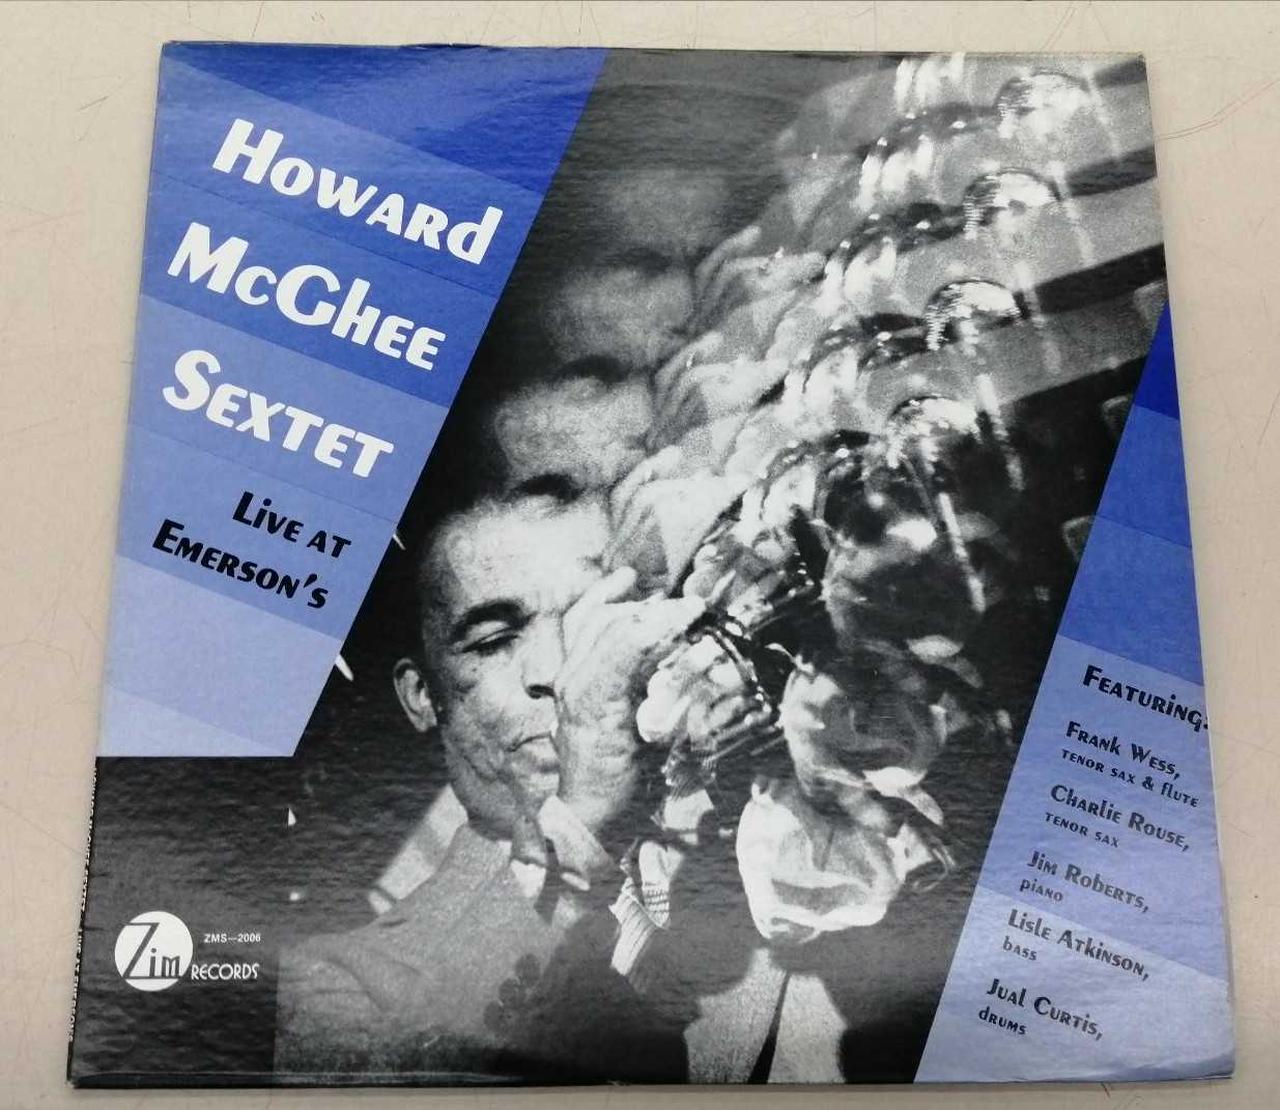 Howard
McGhee
Sextet
Live at
Emerson's
Featuring:
Frank Wess,
tenor sax & flute
Charlie Rouse,
tenor sax
Jim Roberts,
piano
Lisle Atkinson,
bass
Jual Curtis,
drums
Zim
RECORDS
ZMS—2006